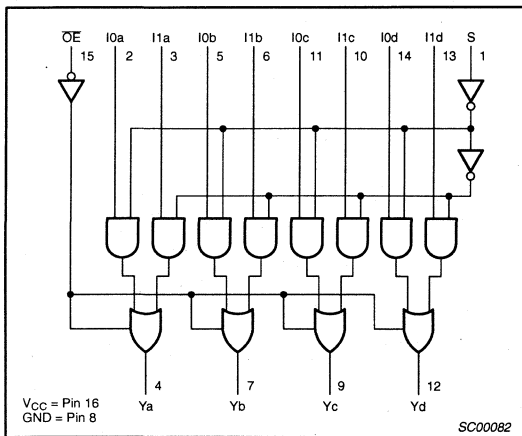 OE I0a I1a I0b I1b I0c I1c I0d I1d S
15 2 3 5 6 11 10 14 13 1
4 7 9 12
Ya Yb Yc Yd
VCC = Pin 16
GND = Pin 8
SC00082